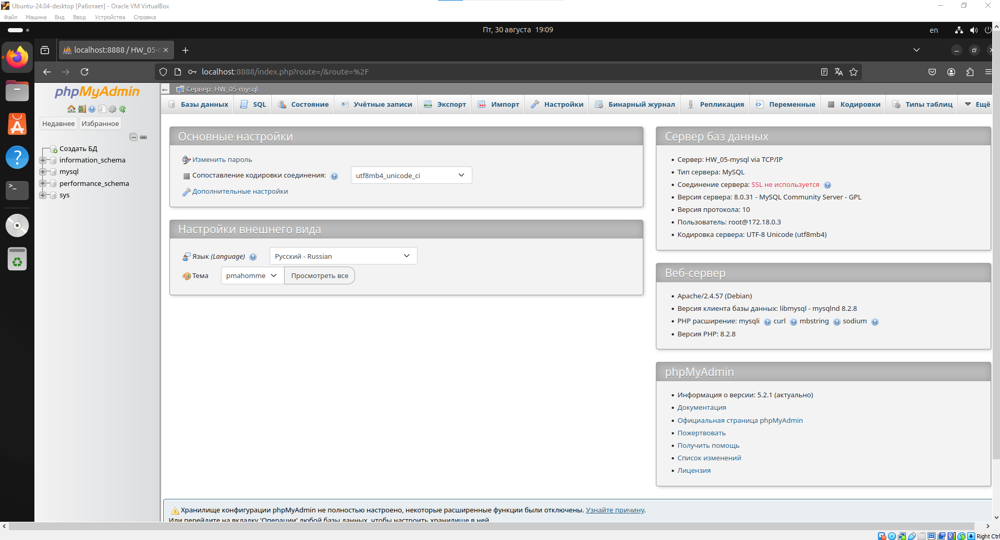 Ubuntu-24.04-desktop [Работает] - Oracle VM VirtualBox
Файл Машина Вид Ввод Устройства Справка
Пт, 30 августа 19:09
en
localhost:8888 / HW_05-
localhost:8888/index.php?route=/&route=%2F
phpMyAdmin
Недавнее Избранное
Создать БД
information_schema
mysql
performance_schema
sys
Сервер: HW_05-mysql
Базы данных SQL Состояние Учётные записи Экспорт Импорт Настройки Бинарный журнал Репликация Переменные Кодировки Типы таблиц Ещё
Основные настройки
Изменить пароль
Сопоставление кодировки соединения: utf8mb4_unicode_ci
Дополнительные настройки
Настройки внешнего вида
Язык (Language) Русский - Russian
Тема pmahomme Просмотреть все
Сервер баз данных
• Сервер: HW_05-mysql via TCP/IP
• Тип сервера: MySQL
• Соединение сервера: SSL не используется
• Версия сервера: 8.0.31 - MySQL Community Server - GPL
• Версия протокола: 10
• Пользователь: root@172.18.0.3
• Кодировка сервера: UTF-8 Unicode (utf8mb4)
Веб-сервер
• Apache/2.4.57 (Debian)
• Версия клиента базы данных: libmysql - mysqlnd 8.2.8
• PHP расширение: mysqli curl mbstring sodium
• Версия PHP: 8.2.8
phpMyAdmin
• Информация о версии: 5.2.1 (актуально)
• Документация
• Официальная страница phpMyAdmin
• Пожертвовать
• Получить помощь
• Список изменений
• Лицензия
Хранилище конфигурации phpMyAdmin не полностью настроено, некоторые расширенные функции были отключены. Узнайте причину.
Или перейдите на вкладку 'Операции' любой базы данных, чтобы настроить хранилище в ней.
Right Ctrl